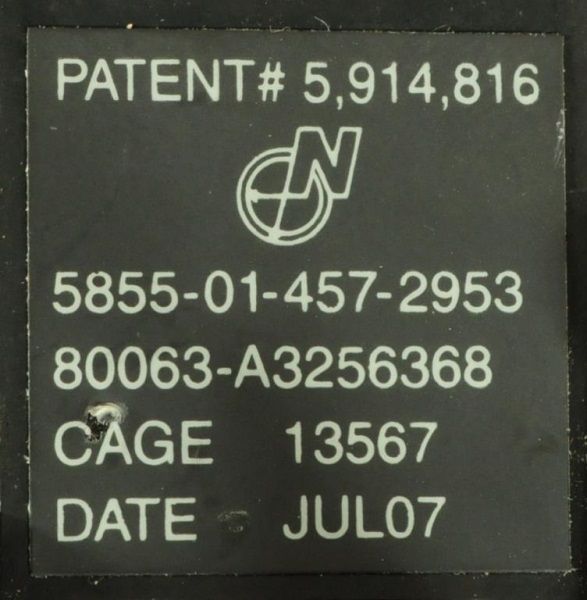 PATENT# 5,914,816
N
5855-01-457-2953
80063-A3256368
CAGE 13567
DATE JUL07